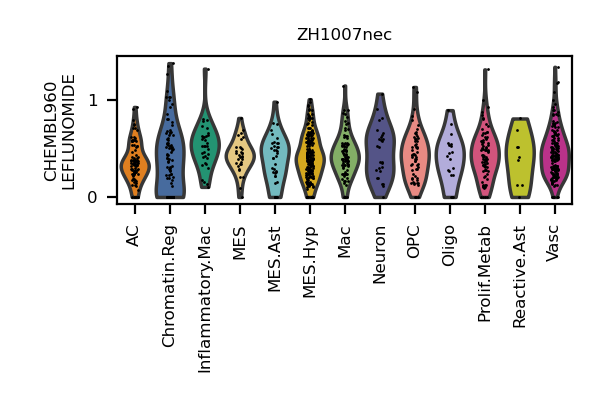 ZH1007nec
CHEMBL960
LEFLUNOMIDE
1
0
AC
Chromatin.Reg
Inflammatory.Mac
MES
MES.Ast
MES.Hyp
Mac
Neuron
OPC
Oligo
Prolif.Metab
Reactive.Ast
Vasc